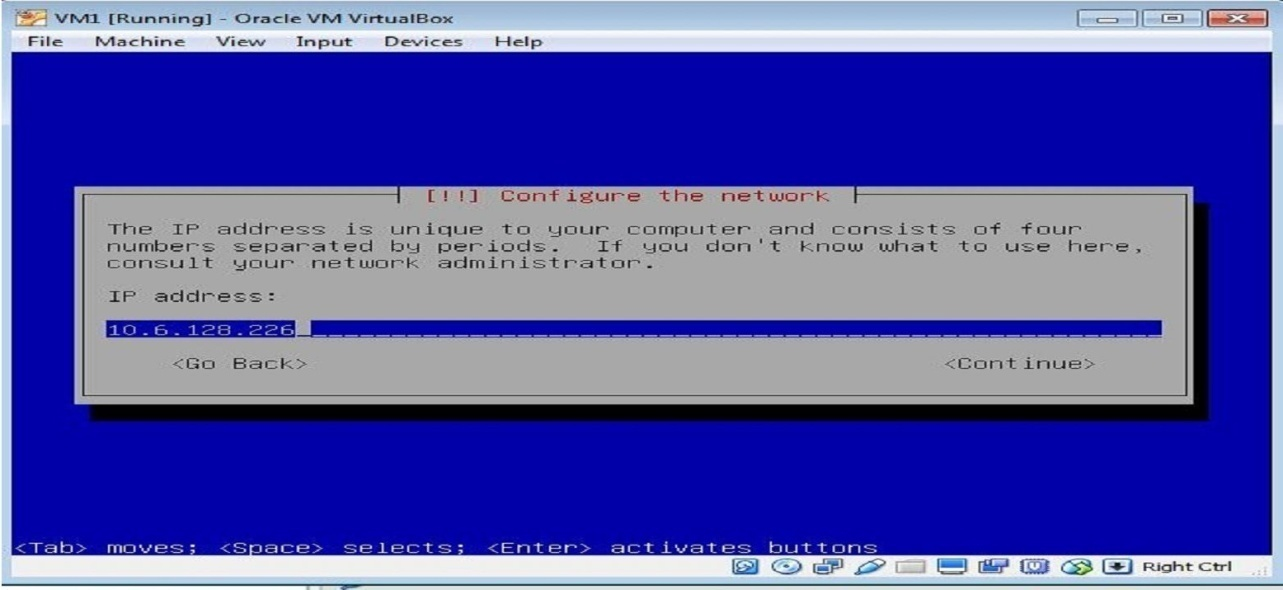 VM1 [Running] - Oracle VM VirtualBox
File Machine View Input Devices Help
[!!] Configure the network
The IP address is unique to your computer and consists of four
numbers separated by periods.  If you don't know what to use here,
consult your network administrator.
IP address:
10.6.128.226
<Go Back> <Continue>
<Tab> moves; <Space> selects; <Enter> activates buttons
Right Ctrl